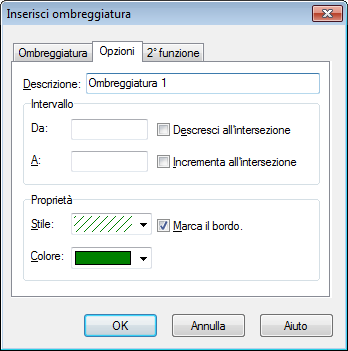 Inserisci ombreggiatura
Ombreggiatura Opzioni 2° funzione
Descrizione: Ombreggiatura 1
Intervallo
Da: Descresci all'intersezione
A: Incrementa all'intersezione
Proprietà
Stile: Marca il bordo.
Colore:
OK Annulla Aiuto